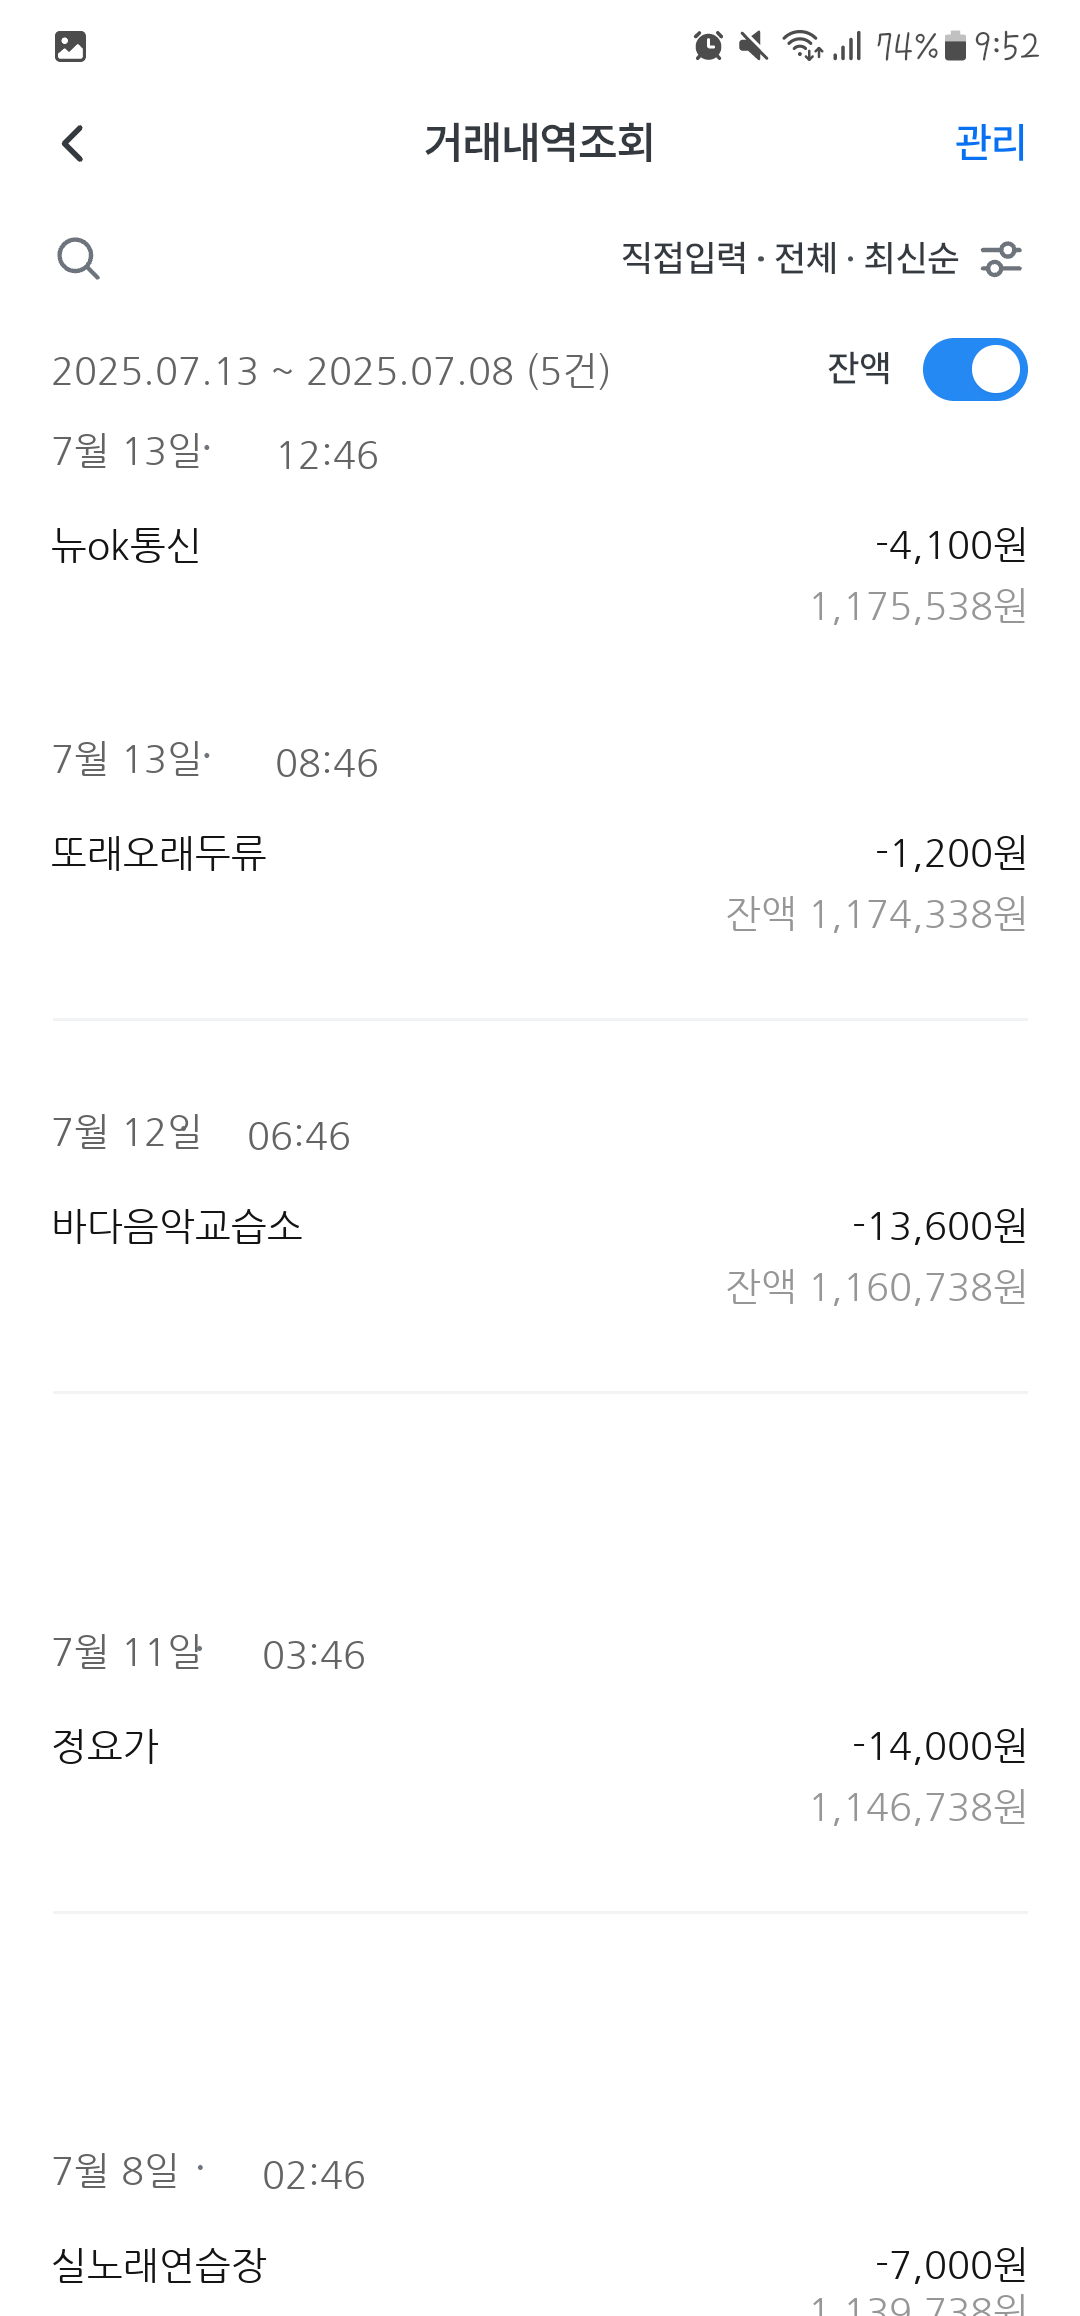 74% 9:52
거래내역조회 관리
직접입력 · 전체 · 최신순
2025.07.13 ~ 2025.07.08 (5건) 잔액
7월 13일· 12:46
뉴ok통신 -4,100원
1,175,538원
7월 13일· 08:46
또래오래두류 -1,200원
잔액 1,174,338원
7월 12일 06:46
바다음악교습소 -13,600원
잔액 1,160,738원
7월 11일· 03:46
정요가 -14,000원
1,146,738원
7월 8일 · 02:46
실노래연습장 -7,000원
1,139,738원